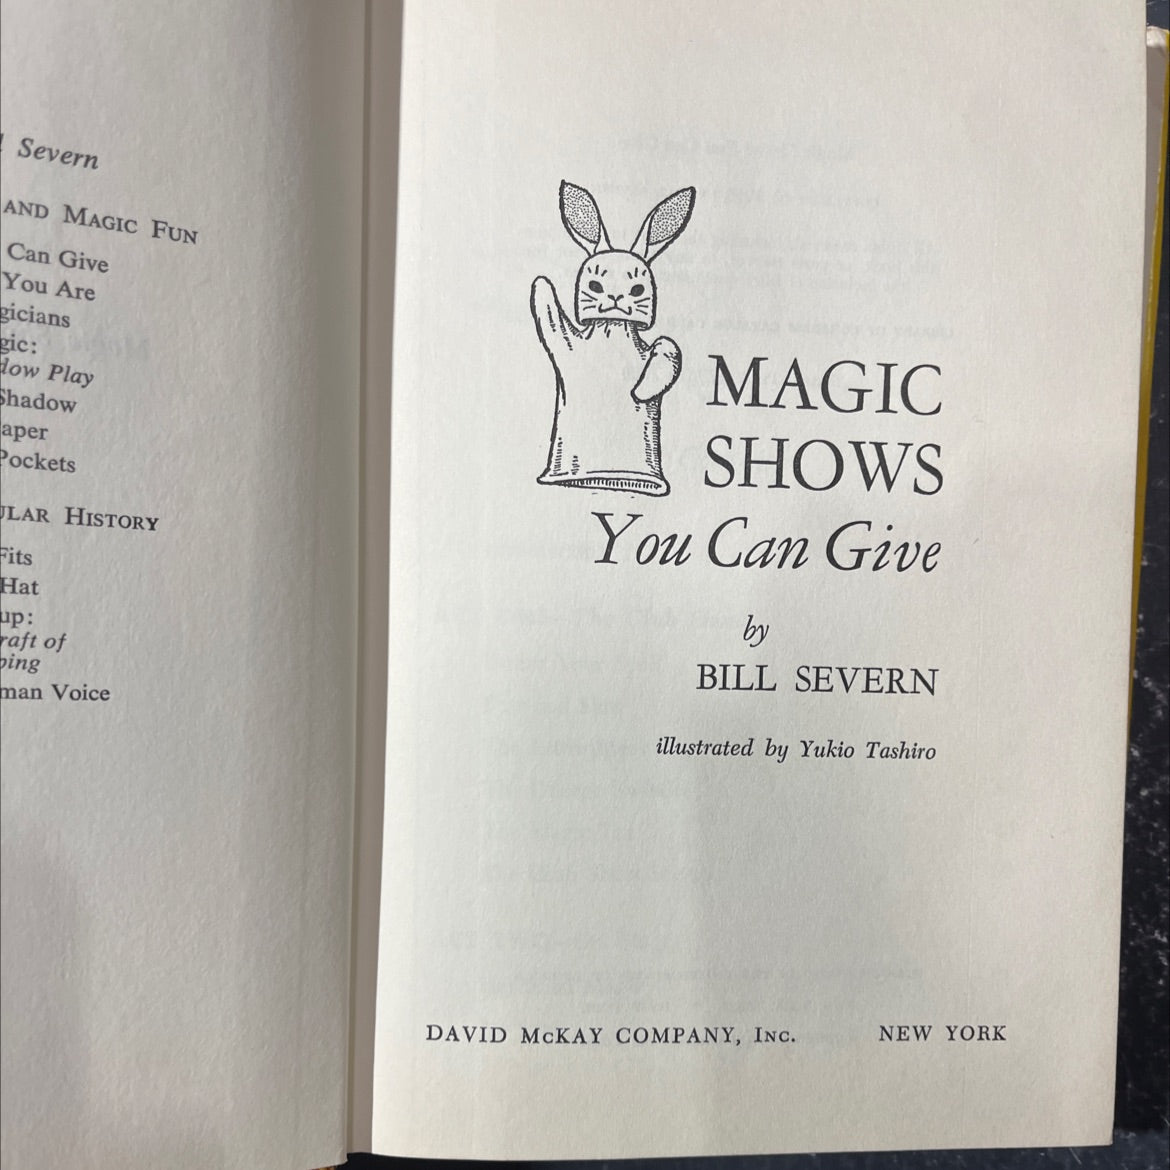 Severn
AND MAGIC FUN
Can Give
You Are
gicians
gic:
dow Play
Shadow
aper
Pockets
ULAR HISTORY
Fits
Hat
up:
raft of
ping
man Voice
MAGIC
SHOWS
You Can Give
by
BILL SEVERN
illustrated by Yukio Tashiro
DAVID McKAY COMPANY, INC. NEW YORK